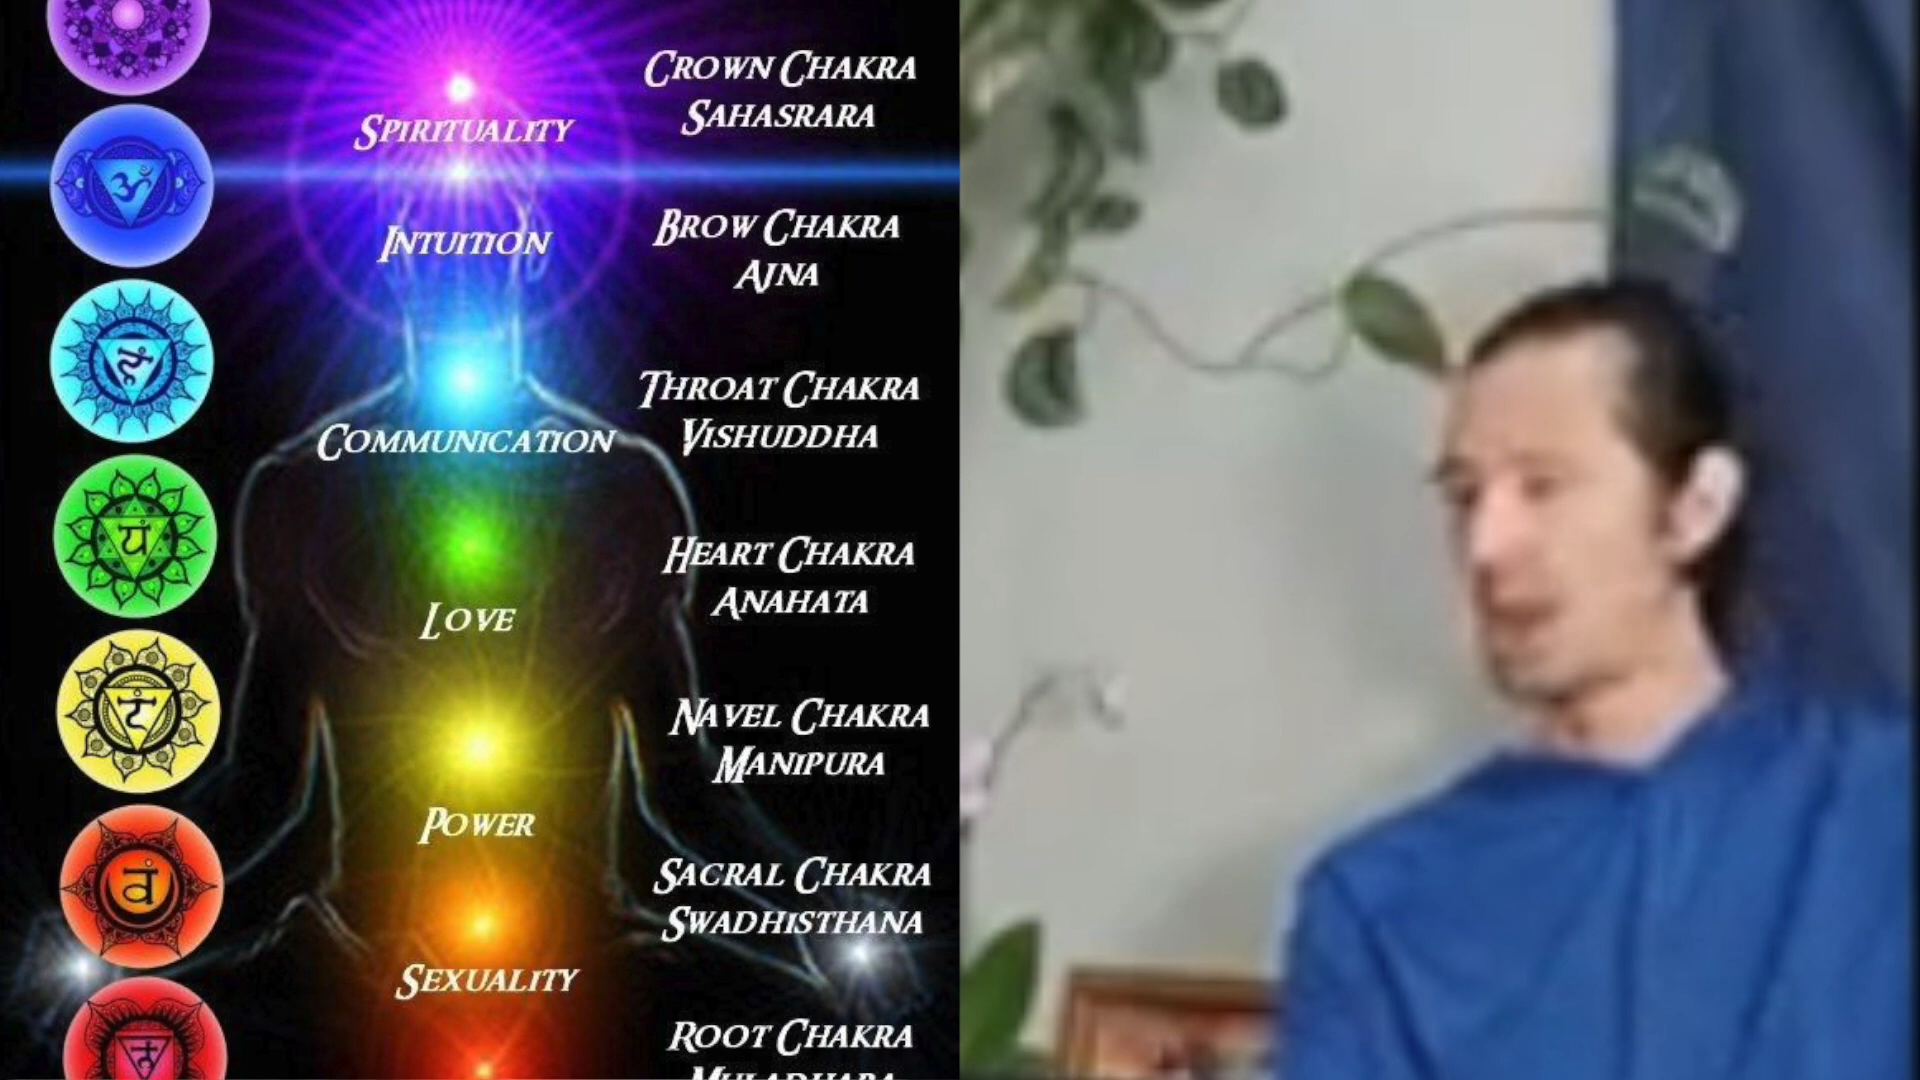 Crown Chakra
Sahasrara
Spirituality
Brow Chakra
Ajna
Intuition
ॐ
Throat Chakra
Vishuddha
Communication
Heart Chakra
Anahata
यं
Love
Navel Chakra
Manipura
Power
Sacral Chakra
Swadhisthana
वं
Sexuality
Root Chakra